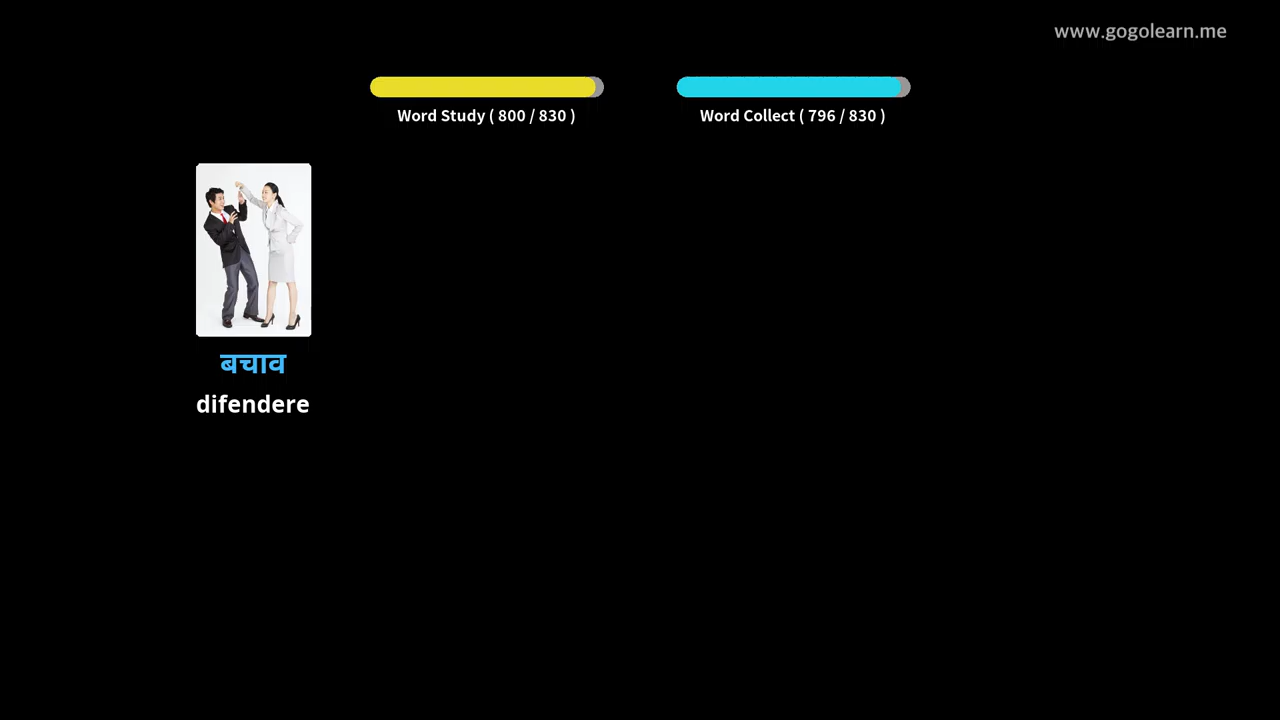 www.gogolearn.me
Word Study ( 800 / 830 )
Word Collect ( 796 / 830 )
बचाव
difendere